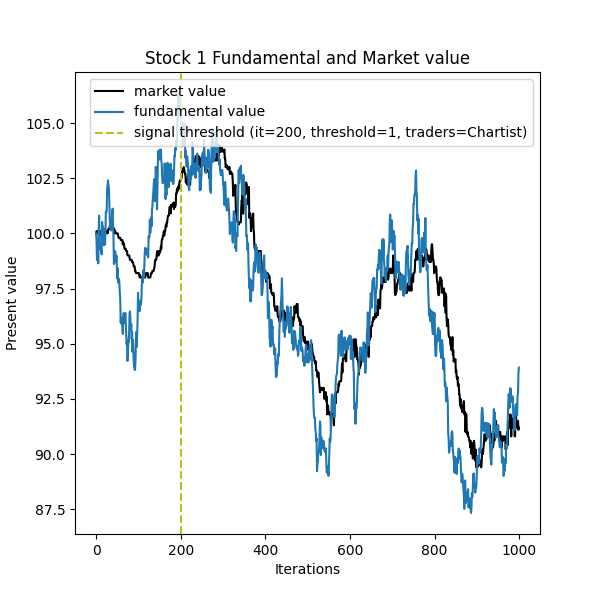 Stock 1 Fundamental and Market value
market value
fundamental value
signal threshold (it=200, threshold=1, traders=Chartist)
105.0
102.5
100.0
97.5
95.0
92.5
90.0
87.5
Present value
0 200 400 600 800 1000
Iterations